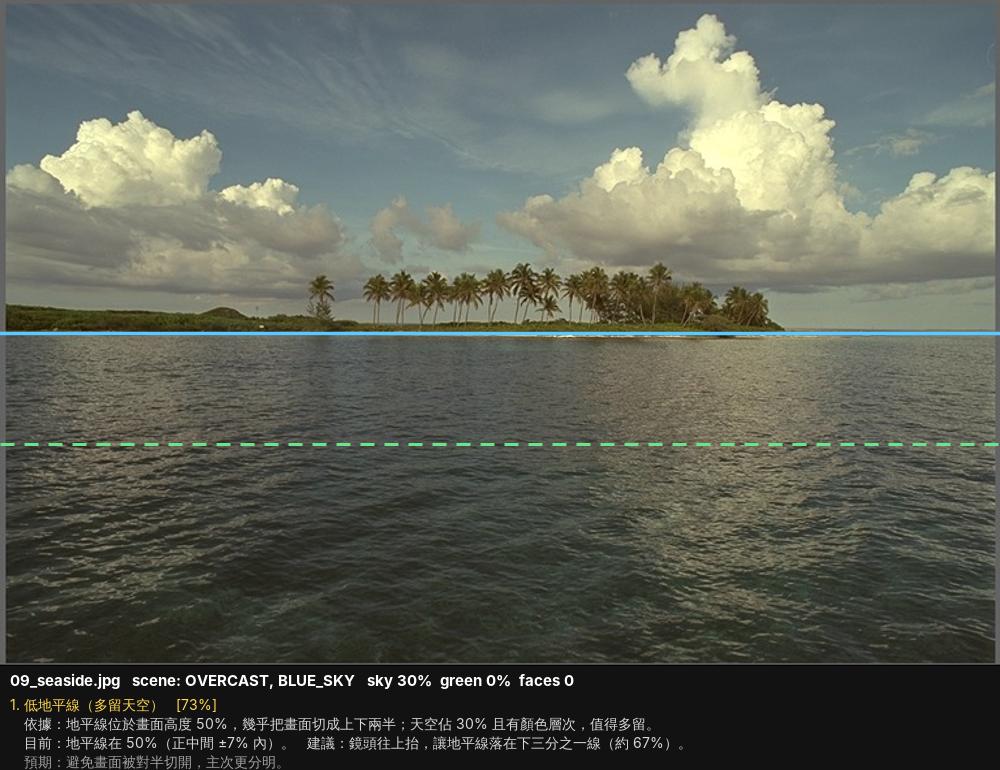 09_seaside.jpg scene: OVERCAST, BLUE_SKY sky 30% green 0% faces 0
1. 低地平線（多留天空） [73%]
依據：地平線位於畫面高度 50%，幾乎把畫面切成上下兩半；天空佔 30% 且有顏色層次，值得多留。
目前：地平線在 50%（正中間 ±7% 內）。 建議：鏡頭往上抬，讓地平線落在下三分之一線（約 67%）。
預期：避免畫面被對半切開，主次更分明。